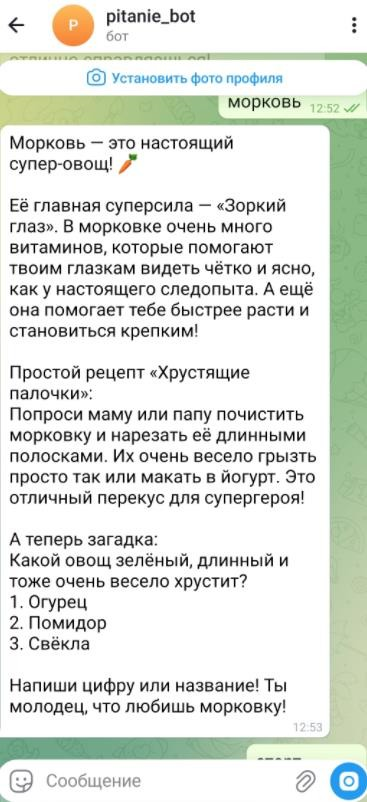 pitanie_bot
Р
бот
Установить фото профиля
морковь 12:52
Морковь — это настоящий
супер-овощ! 🥕
Её главная суперсила — «Зоркий
глаз». В морковке очень много
витаминов, которые помогают
твоим глазкам видеть чётко и ясно,
как у настоящего следопыта. А ещё
она помогает тебе быстрее расти и
становиться крепким!
Простой рецепт «Хрустящие
палочки»:
Попроси маму или папу почистить
морковку и нарезать её длинными
полосками. Их очень весело грызть
просто так или макать в йогурт. Это
отличный перекус для супергероя!
А теперь загадка:
Какой овощ зелёный, длинный и
тоже очень весело хрустит?
1. Огурец
2. Помидор
3. Свёкла
Напиши цифру или название! Ты
молодец, что любишь морковку!
12:53
Сообщение